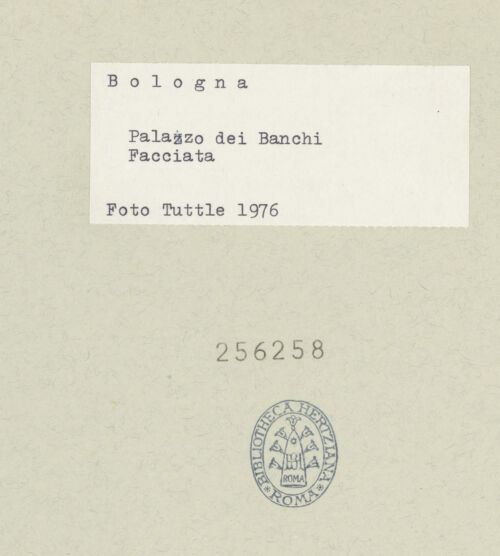 B o l o g n a
Palazzo dei Banchi
Facciata
Foto Tuttle 1976
256258
BIBLIOTHECA HERTZIANA
ROMA
* ROMA *